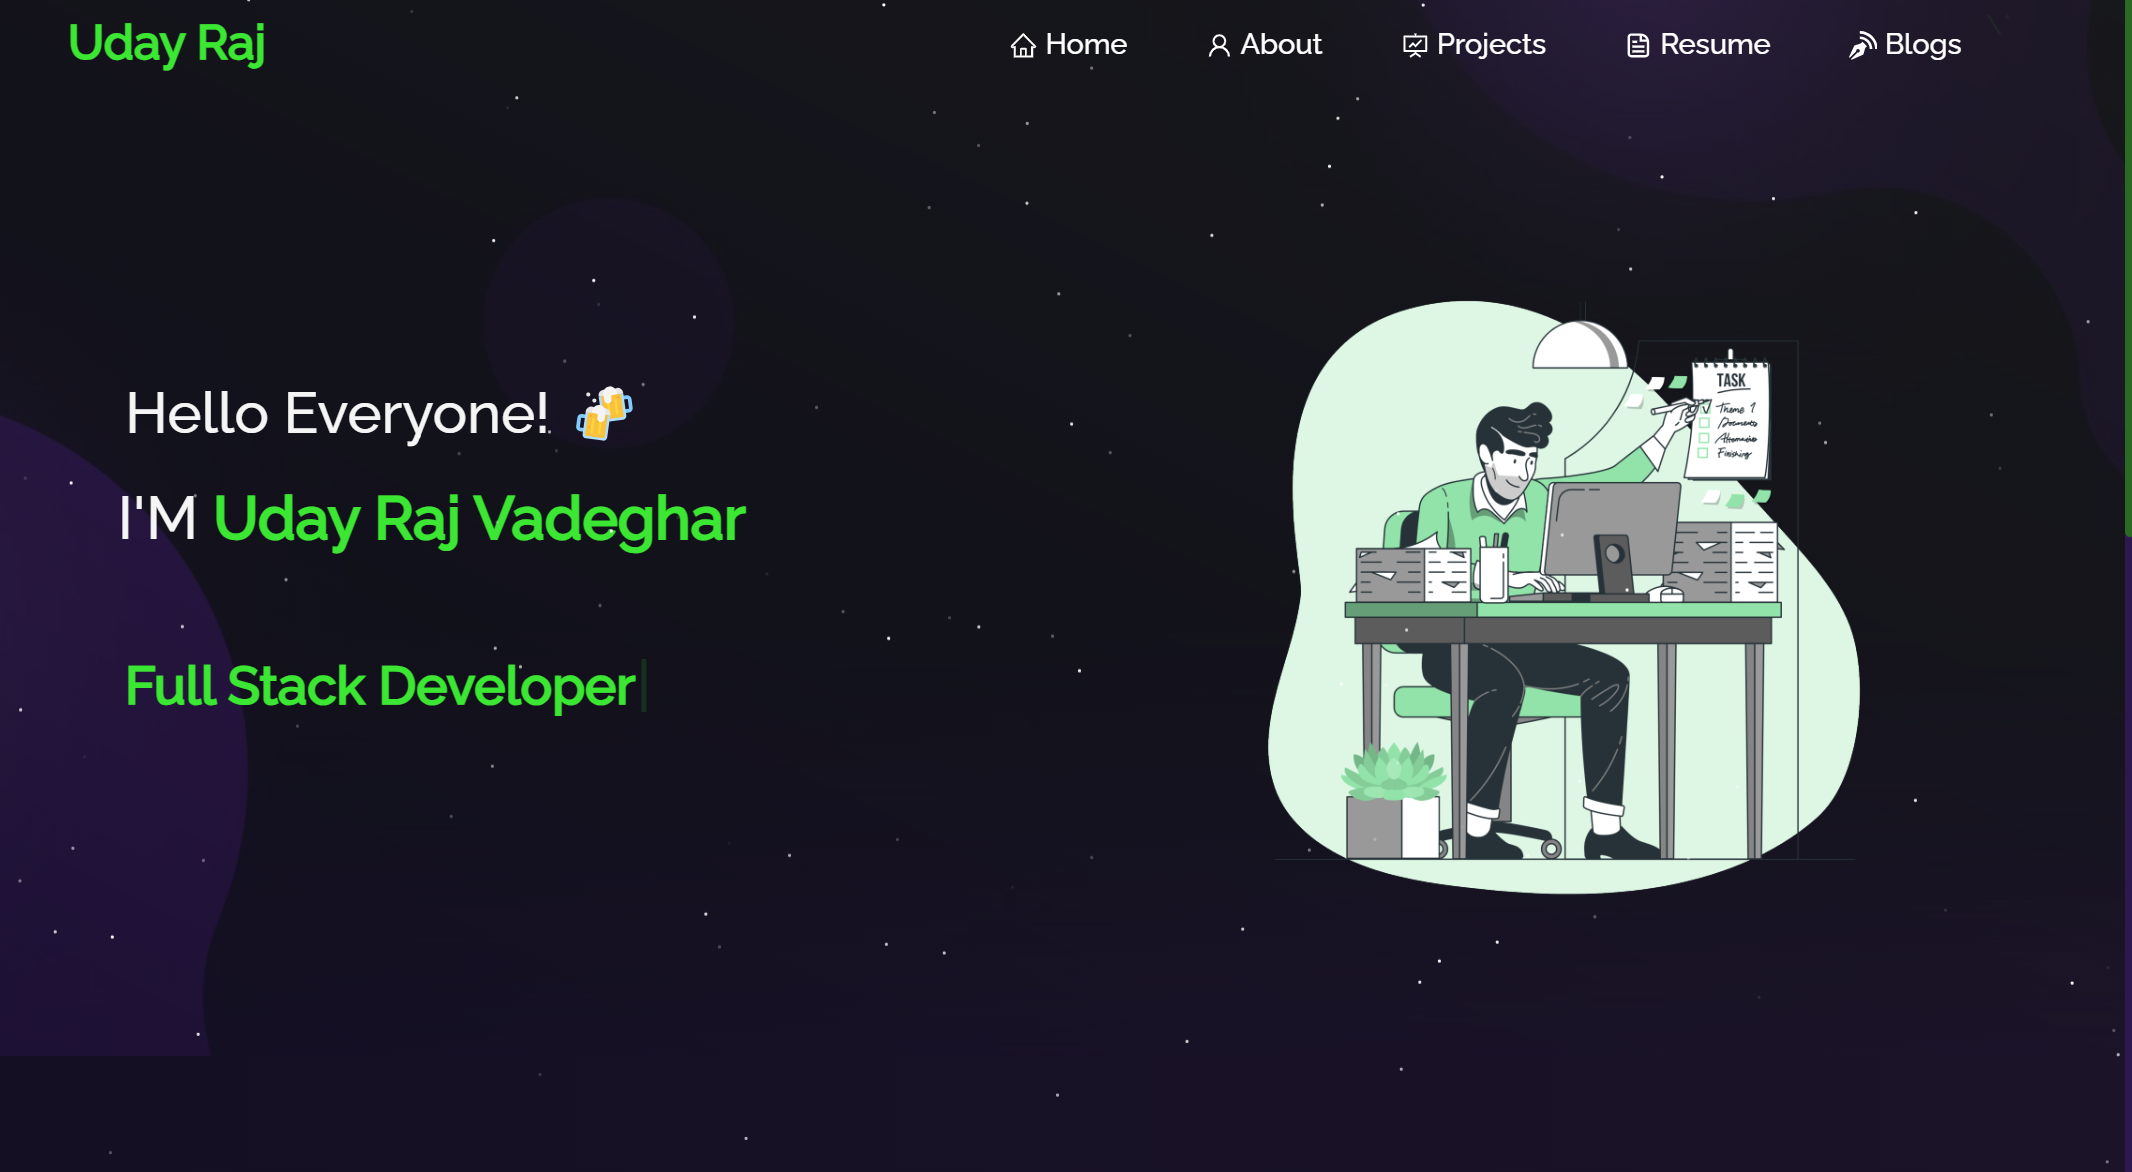 Uday Raj
Home
About
Projects
Resume
Blogs
Hello Everyone! 🍻
I'M Uday Raj Vadeghar
Full Stack Developer
TASK
Theme 1
Documents
Alternative
Finishing